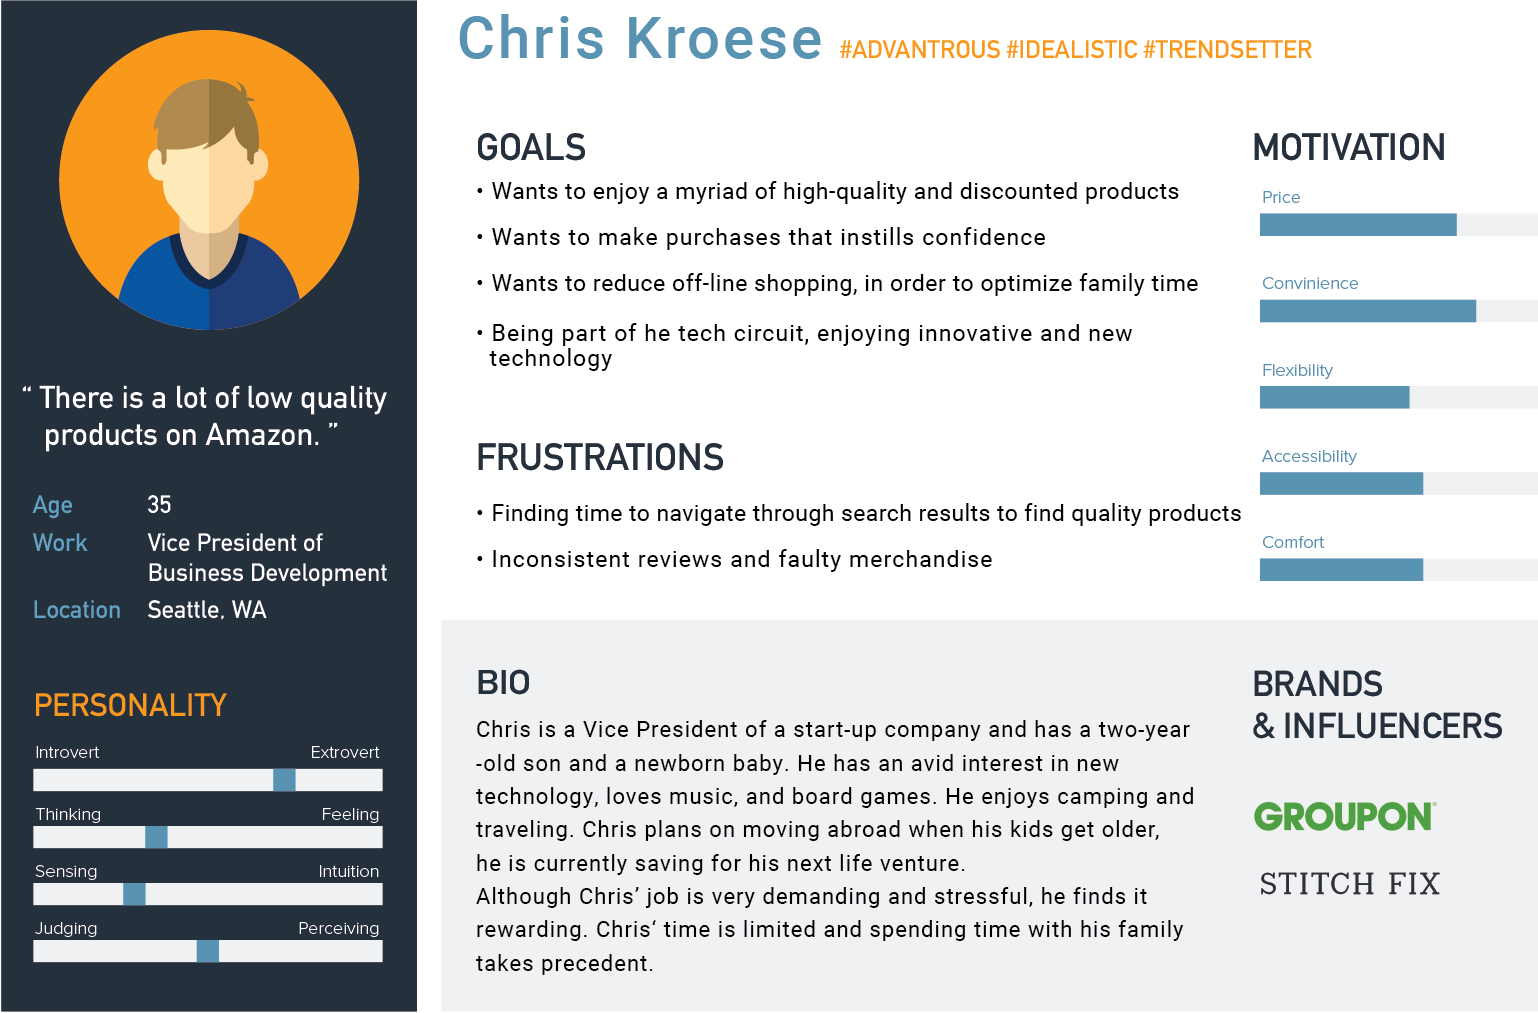 Chris Kroese #ADVANTROUS #IDEALISTIC #TRENDSETTER
“ There is a lot of low quality
products on Amazon. ”
Age 35
Work Vice President of
Business Development
Location Seattle, WA
PERSONALITY
Introvert Extrovert
Thinking Feeling
Sensing Intuition
Judging Perceiving
GOALS
• Wants to enjoy a myriad of high-quality and discounted products
• Wants to make purchases that instills confidence
• Wants to reduce off-line shopping, in order to optimize family time
• Being part of he tech circuit, enjoying innovative and new
technology
FRUSTRATIONS
• Finding time to navigate through search results to find quality products
• Inconsistent reviews and faulty merchandise
MOTIVATION
Price
Convinience
Flexibility
Accessibility
Comfort
BIO
Chris is a Vice President of a start-up company and has a two-year
-old son and a newborn baby. He has an avid interest in new
technology, loves music, and board games. He enjoys camping and
traveling. Chris plans on moving abroad when his kids get older,
he is currently saving for his next life venture.
Although Chris’ job is very demanding and stressful, he finds it
rewarding. Chris‘ time is limited and spending time with his family
takes precedent.
BRANDS
& INFLUENCERS
GROUPON
STITCH FIX